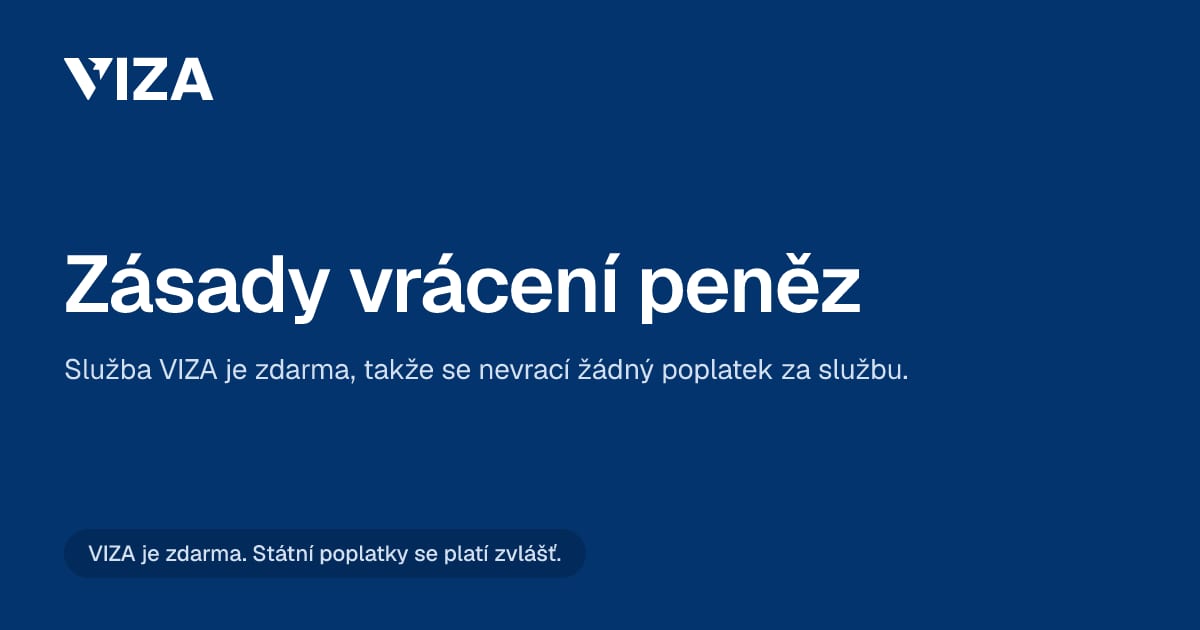 VIZA
Zásady vrácení peněz
Služba VIZA je zdarma, takže se nevrací žádný poplatek za službu.
VIZA je zdarma. Státní poplatky se platí zvlášť.